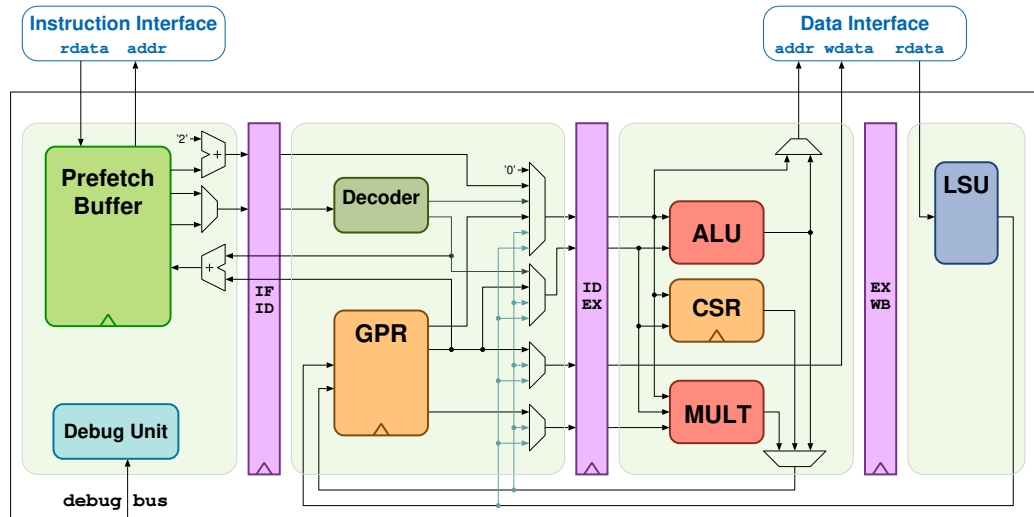 Instruction Interface
rdata addr
Data Interface
addr wdata rdata
'2'
+
Prefetch
Buffer
+
IF
ID
Debug Unit
debug bus
'0'
Decoder
GPR
ID
EX
ALU
CSR
MULT
EX
WB
LSU